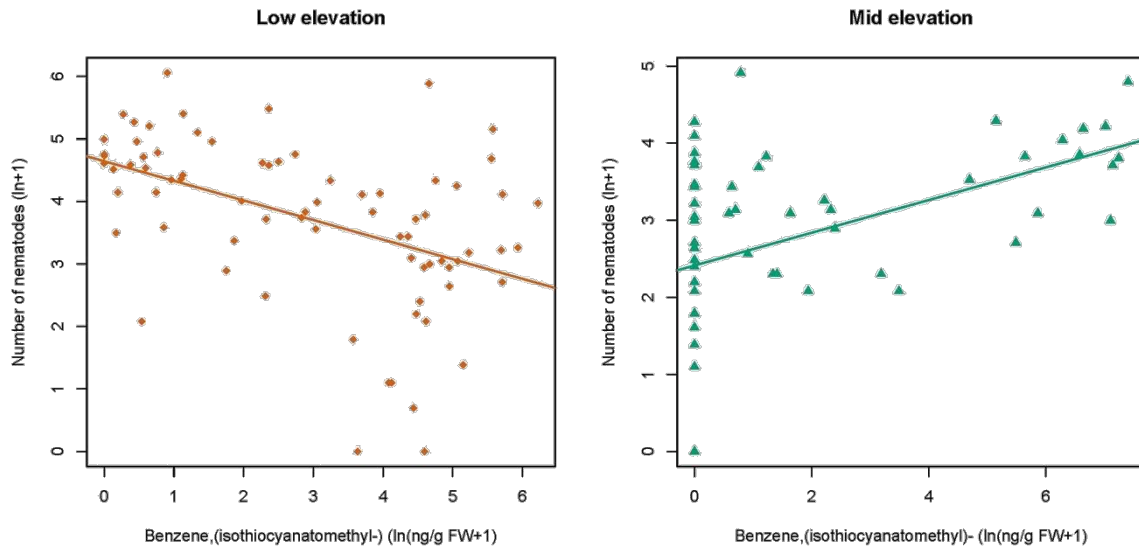 Low elevation
Number of nematodes (ln+1)
6
5
4
3
2
1
0
0 1 2 3 4 5 6
Benzene,(isothiocyanatomethyl-) (ln(ng/g FW+1)
Mid elevation
Number of nematodes (ln+1)
5
4
3
2
1
0
0 2 4 6
Benzene,(isothiocyanatomethyl)- (ln(ng/g FW+1)